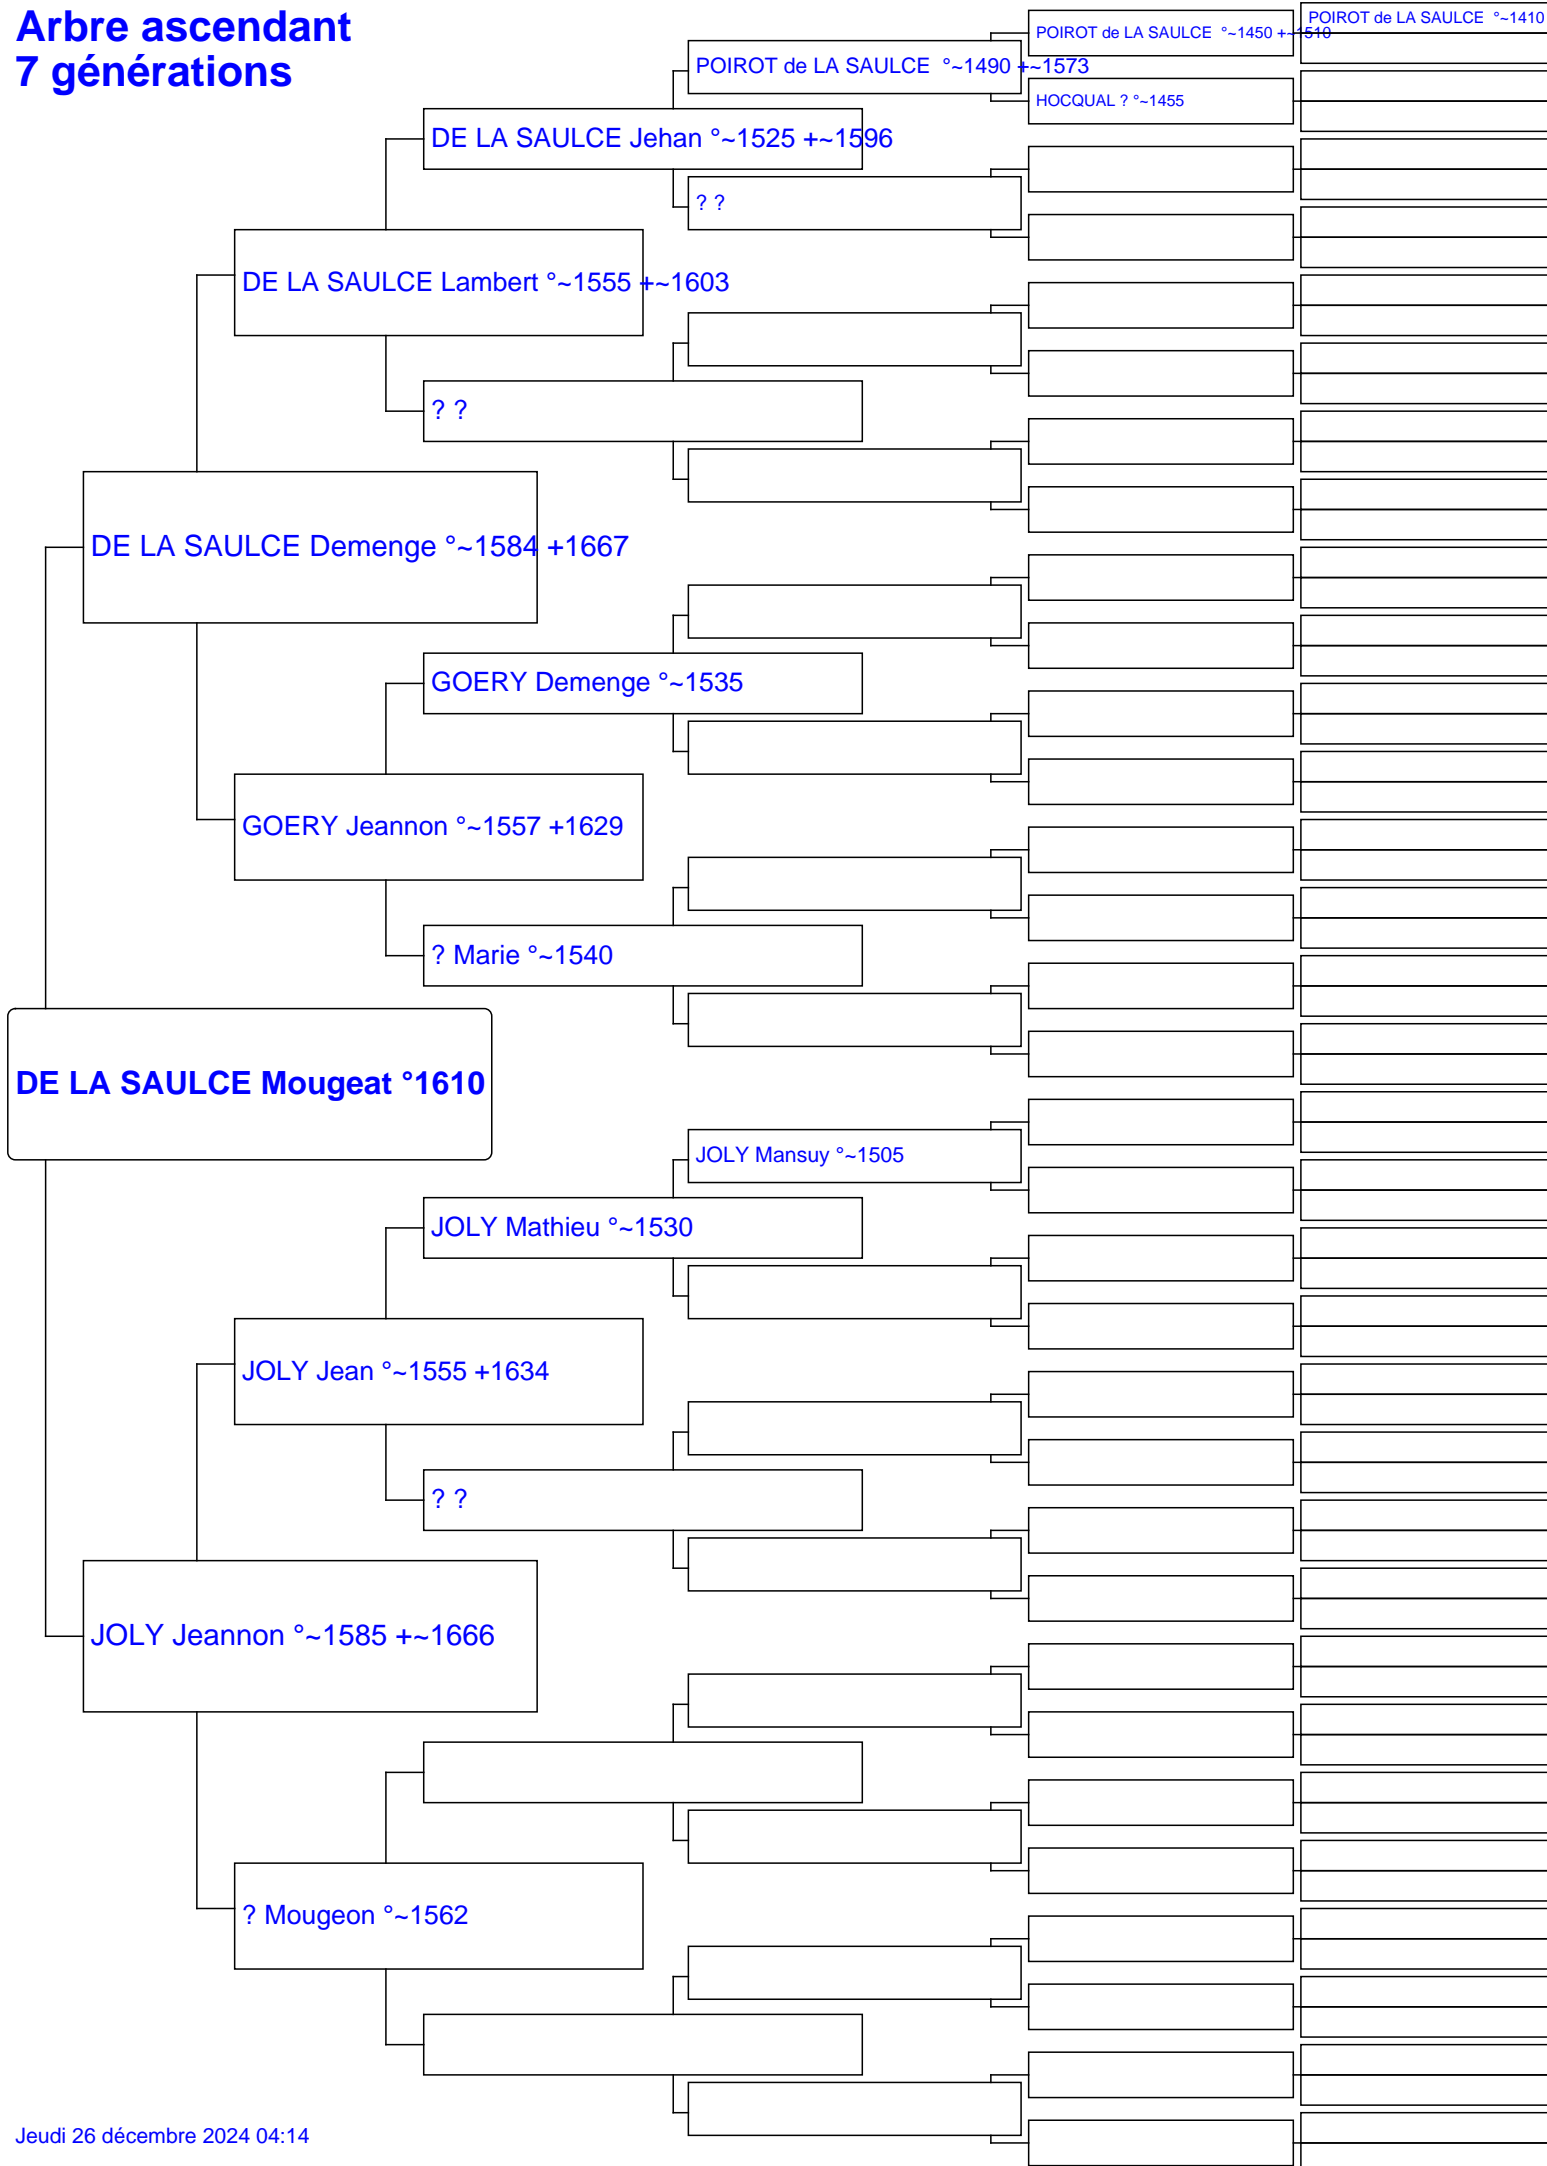 Arbre ascendant
7 générations
POIROT de LA SAULCE °~1410
POIROT de LA SAULCE °~1450 +~1510
POIROT de LA SAULCE °~1490 +~1573
HOCQUAL ? °~1455
DE LA SAULCE Jehan °~1525 +~1596
? ?
DE LA SAULCE Lambert °~1555 +~1603
? ?
DE LA SAULCE Demenge °~1584 +1667
GOERY Demenge °~1535
GOERY Jeannon °~1557 +1629
? Marie °~1540
DE LA SAULCE Mougeat °1610
JOLY Mansuy °~1505
JOLY Mathieu °~1530
JOLY Jean °~1555 +1634
? ?
JOLY Jeannon °~1585 +~1666
? Mougeon °~1562
Jeudi 26 décembre 2024 04:14